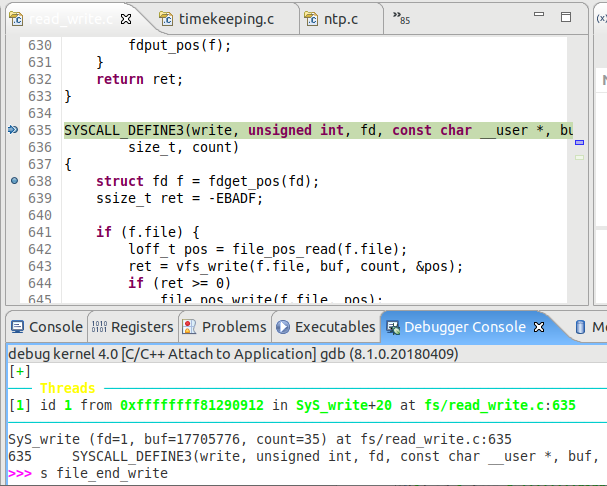 read_write.c timekeeping.c ntp.c »85
630 fdput_pos(f);
631 }
632 return ret;
633 }
634
635 SYSCALL_DEFINE3(write, unsigned int, fd, const char __user *, bu
636 size_t, count)
637 {
638 struct fd f = fdget_pos(fd);
639 ssize_t ret = -EBADF;
640
641 if (f.file) {
642 loff_t pos = file_pos_read(f.file);
643 ret = vfs_write(f.file, buf, count, &pos);
644 if (ret >= 0)
645 file_pos_write(f.file, pos);
Console Registers Problems Executables Debugger Console
debug kernel 4.0 [C/C++ Attach to Application] gdb (8.1.0.20180409)
[+]
Threads
[1] id 1 from 0xffffffff81290912 in SyS_write+20 at fs/read_write.c:635
SyS_write (fd=1, buf=17705776, count=35) at fs/read_write.c:635
635 SYSCALL_DEFINE3(write, unsigned int, fd, const char __user *, buf,
>>> s file_end_write